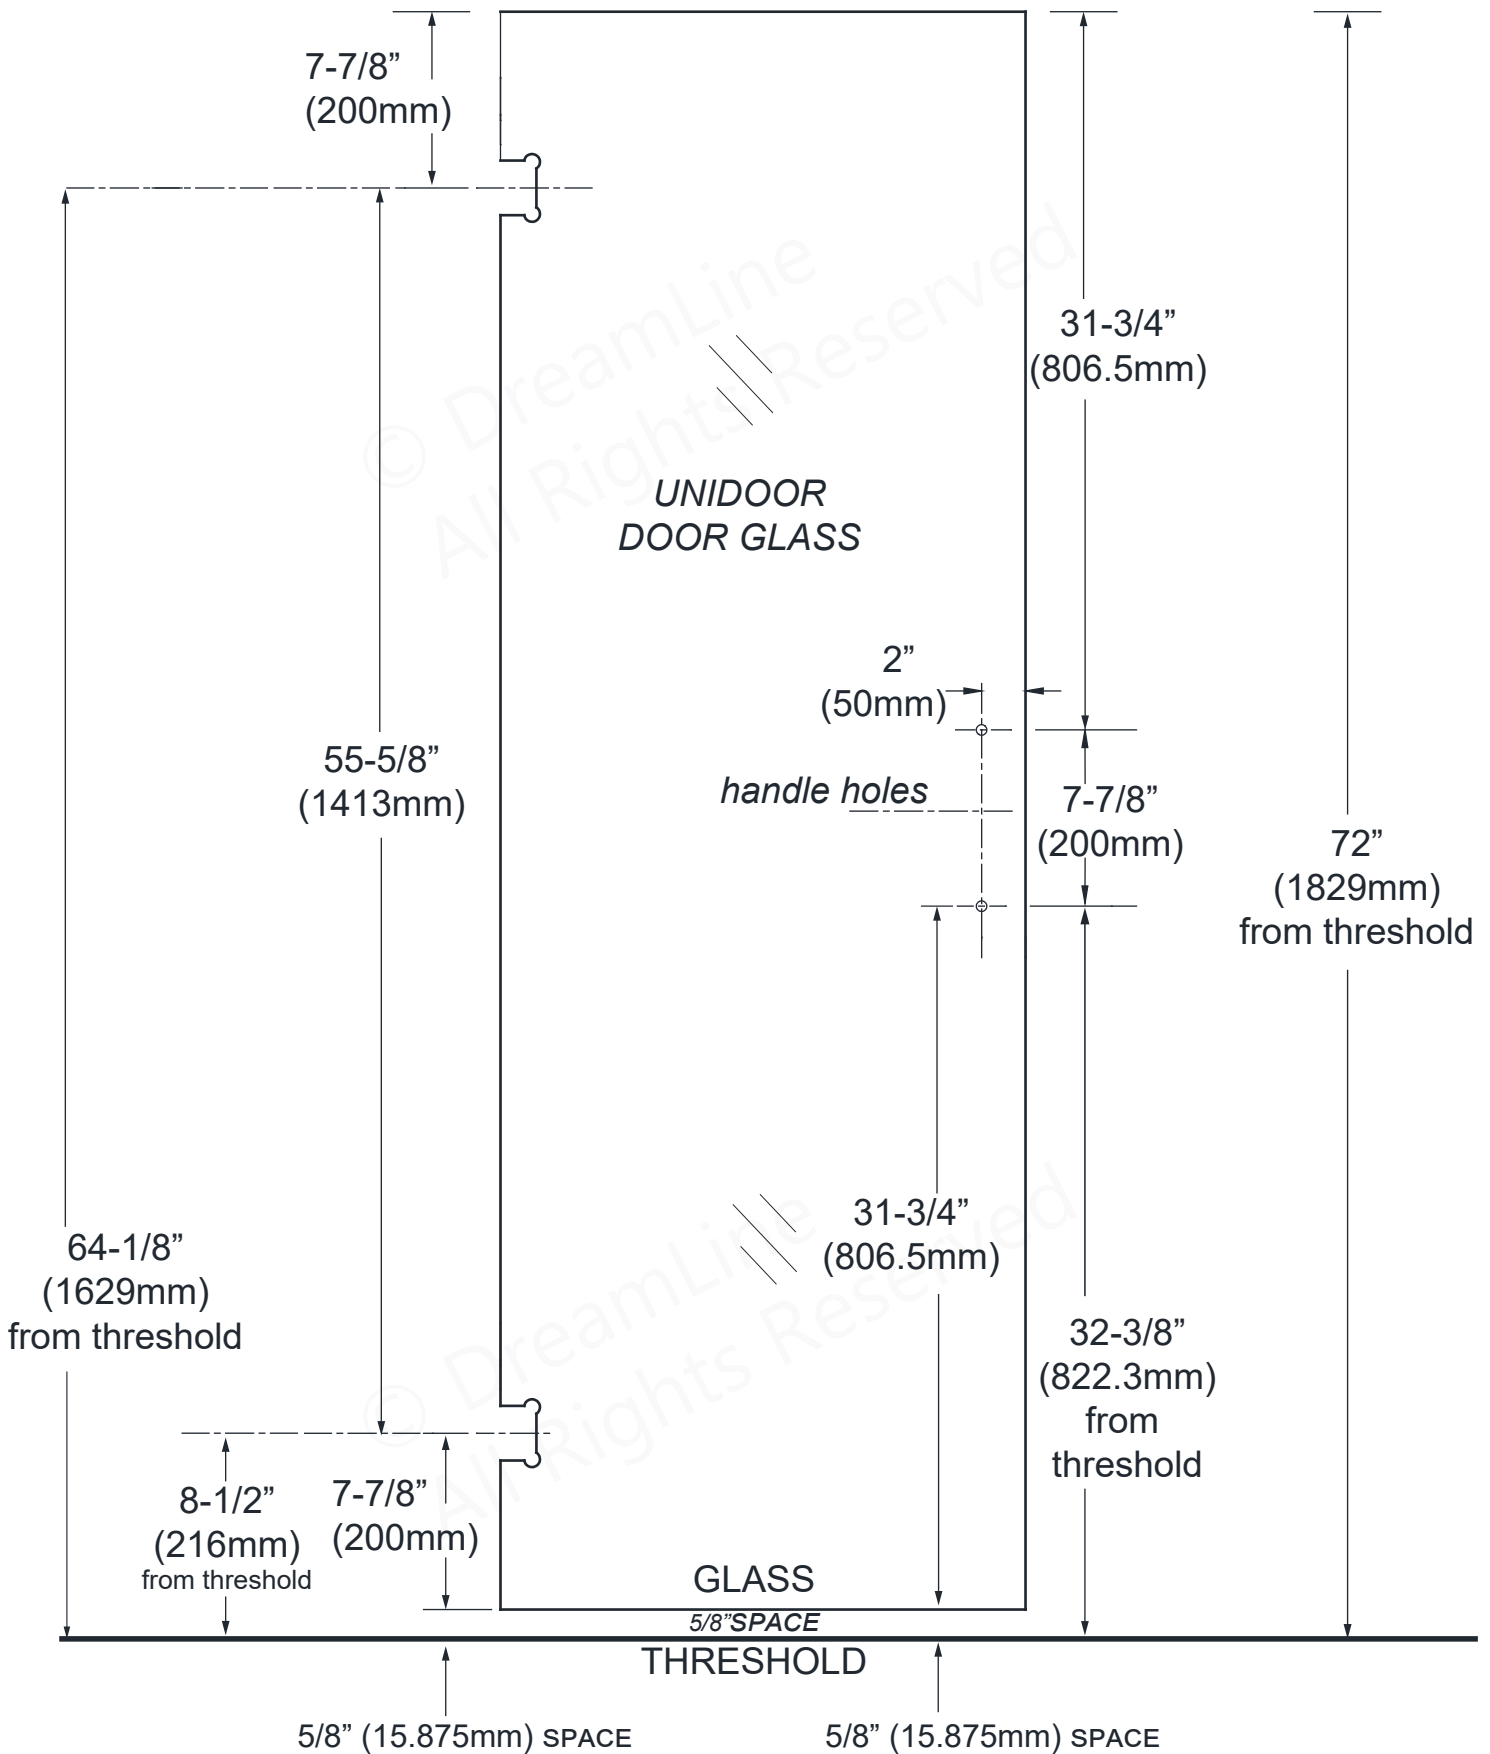 7-7/8”
(200mm)
© DreamLine
All Rights Reserved
31-3/4”
(806.5mm)
UNIDOOR
DOOR GLASS
2”
(50mm)
55-5/8”
(1413mm)
handle holes
7-7/8”
(200mm)
72”
(1829mm)
from threshold
31-3/4”
(806.5mm)
64-1/8”
(1629mm)
from threshold
© DreamLine
All Rights Reserved
32-3/8”
(822.3mm)
from
threshold
8-1/2”
(216mm)
from threshold
7-7/8”
(200mm)
GLASS
5/8”SPACE
THRESHOLD
5/8” (15.875mm) SPACE
5/8” (15.875mm) SPACE